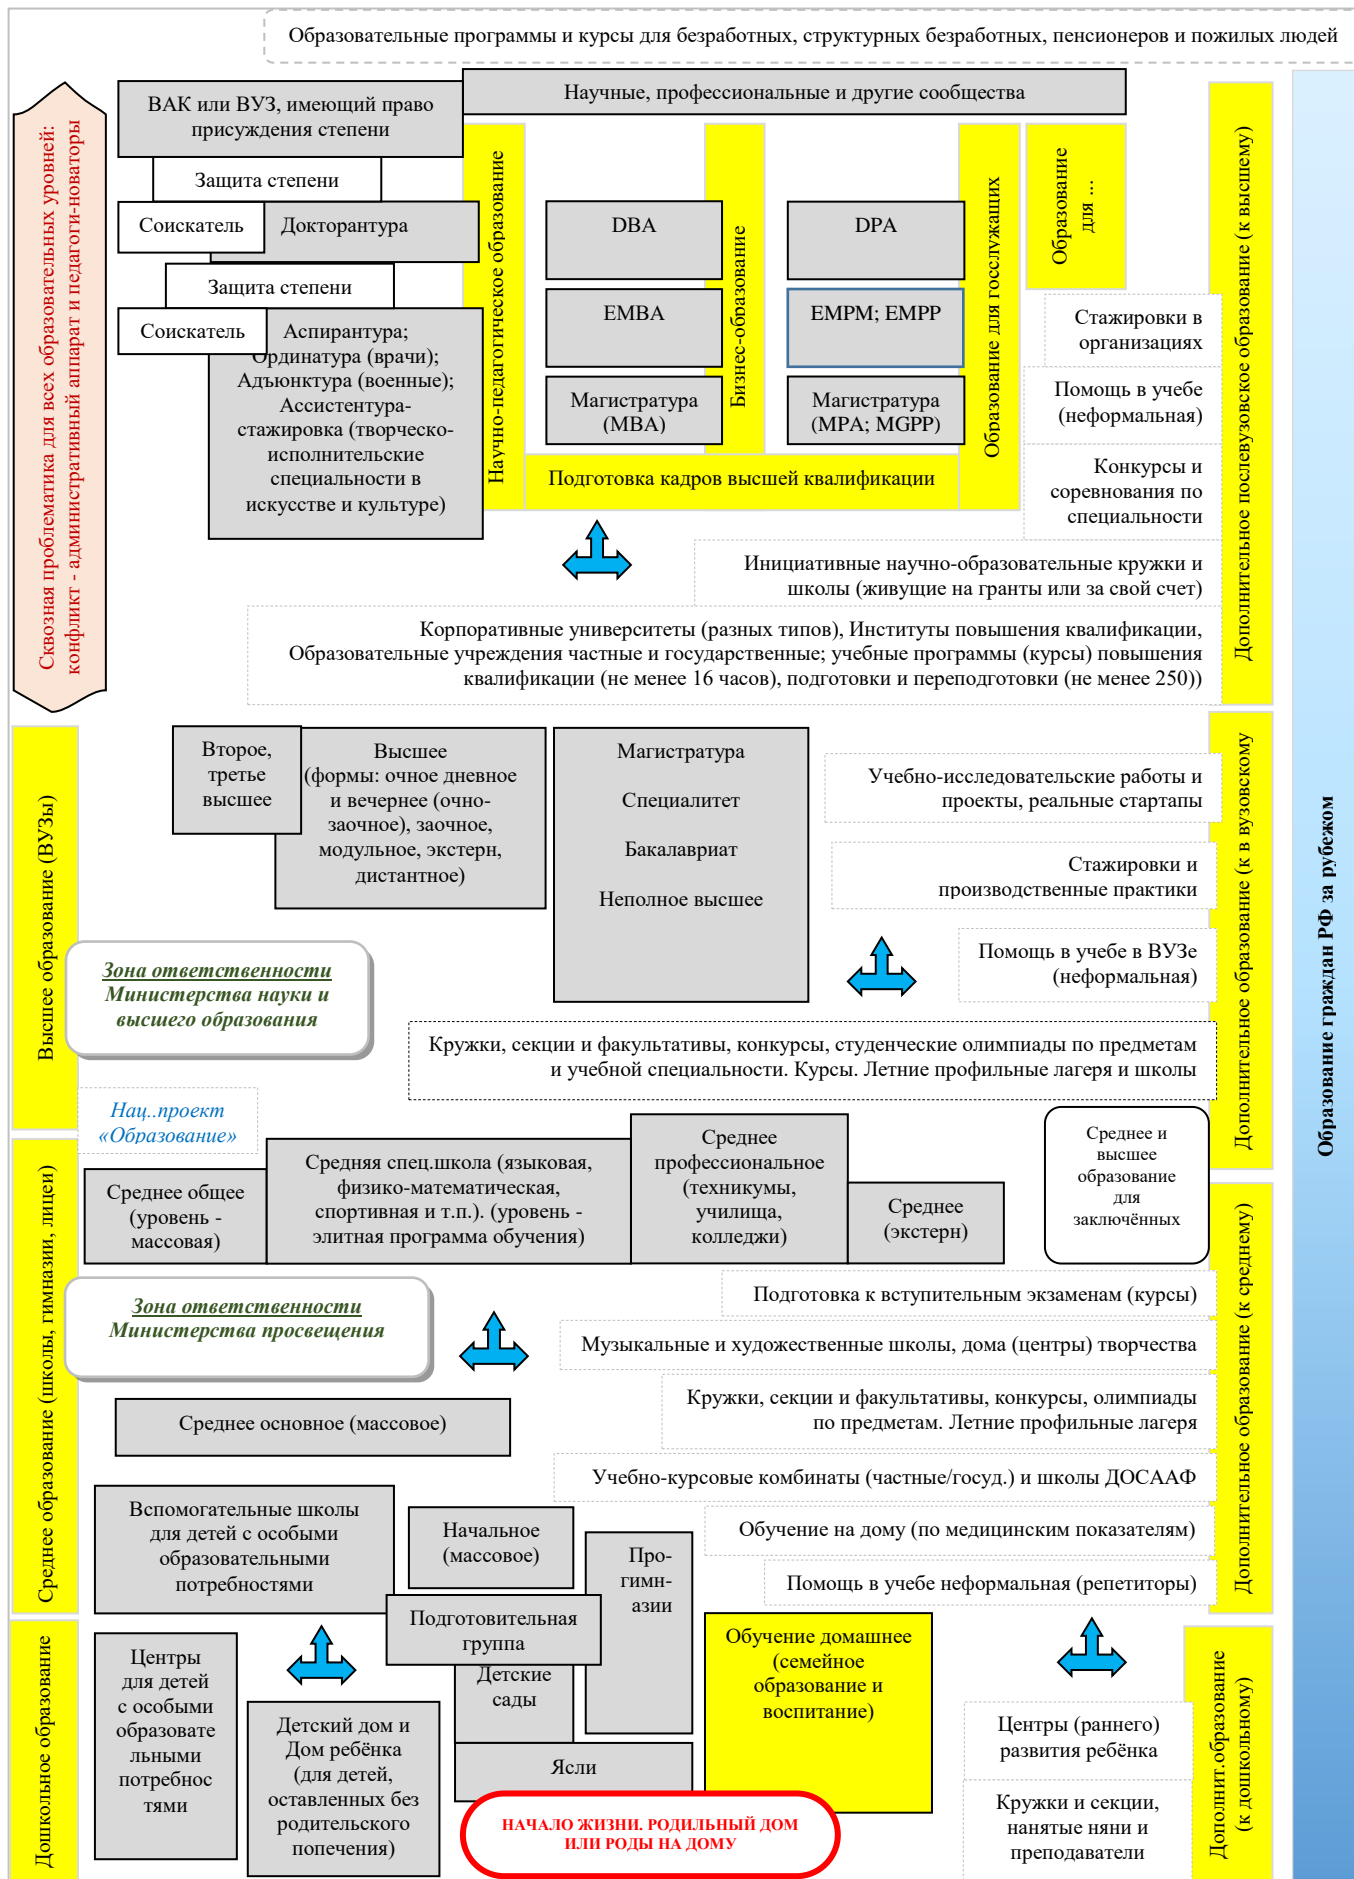 Образовательные программы и курсы для безработных, структурных безработных, пенсионеров и пожилых людей
Сквозная проблематика для всех образовательных уровней:
конфликт - административный аппарат и педагоги-новаторы
ВАК или ВУЗ, имеющий право
присуждения степени
Научные, профессиональные и другие сообщества
Защита степени
Соискатель
Докторантура
Защита степени
Соискатель
Аспирантура;
Ординатура (врачи);
Адъюнктура (военные);
Ассистентура-
стажировка (творческо-
исполнительские
специальности в
искусстве и культуре)
Научно-педагогическое образование
DBA
EMBA
Магистратура
(MBA)
Бизнес-образование
DPA
EMPM; EMPP
Магистратура
(MPA; MGPP)
Образование для госслужащих
Образование
для ...
Подготовка кадров высшей квалификации
Стажировки в
организациях
Помощь в учебе
(неформальная)
Конкурсы и
соревнования по
специальности
Инициативные научно-образовательные кружки и
школы (живущие на гранты или за свой счет)
Корпоративные университеты (разных типов), Институты повышения квалификации,
Образовательные учреждения частные и государственные; учебные программы (курсы) повышения
квалификации (не менее 16 часов), подготовки и переподготовки (не менее 250))
Дополнительное послевузовское образование (к высшему)
Образование граждан РФ за рубежом
Высшее образование (ВУЗы)
Второе,
третье
высшее
Высшее
(формы: очное дневное
и вечернее (очно-
заочное), заочное,
модульное, экстерн,
дистантное)
Магистратура
Специалитет
Бакалавриат
Неполное высшее
Учебно-исследовательские работы и
проекты, реальные стартапы
Стажировки и
производственные практики
Помощь в учебе в ВУЗе
(неформальная)
Зона ответственности
Министерства науки и
высшего образования
Кружки, секции и факультативы, конкурсы, студенческие олимпиады по предметам
и учебной специальности. Курсы. Летние профильные лагеря и школы
Дополнительное образование (к в вузовскому
Нац..проект
«Образование»
Среднее образование (школы, гимназии, лицеи)
Среднее общее
(уровень -
массовая)
Средняя спец.школа (языковая,
физико-математическая,
спортивная и т.п.). (уровень -
элитная программа обучения)
Среднее
профессиональное
(техникумы,
училища,
колледжи)
Среднее
(экстерн)
Среднее и
высшее
образование
для
заключённых
Зона ответственности
Министерства просвещения
Подготовка к вступительным экзаменам (курсы)
Музыкальные и художественные школы, дома (центры) творчества
Кружки, секции и факультативы, конкурсы, олимпиады
по предметам. Летние профильные лагеря
Учебно-курсовые комбинаты (частные/госуд.) и школы ДОСААФ
Обучение на дому (по медицинским показателям)
Помощь в учебе неформальная (репетиторы)
Дополнительное образование (к среднему)
Среднее основное (массовое)
Вспомогательные школы
для детей с особыми
образовательными
потребностями
Начальное
(массовое)
Про-
гимн-
азии
Подготовительная
группа
Детские
сады
Ясли
Дошкольное образование
Центры
для детей
с особыми
образовате
льными
потребнос
тями
Детский дом и
Дом ребёнка
(для детей,
оставленных без
родительского
попечения)
Обучение домашнее
(семейное
образование и
воспитание)
НАЧАЛО ЖИЗНИ. РОДИЛЬНЫЙ ДОМ
ИЛИ РОДЫ НА ДОМУ
Центры (раннего)
развития ребёнка
Кружки и секции,
нанятые няни и
преподаватели
Дополнит.образование
(к дошкольному)